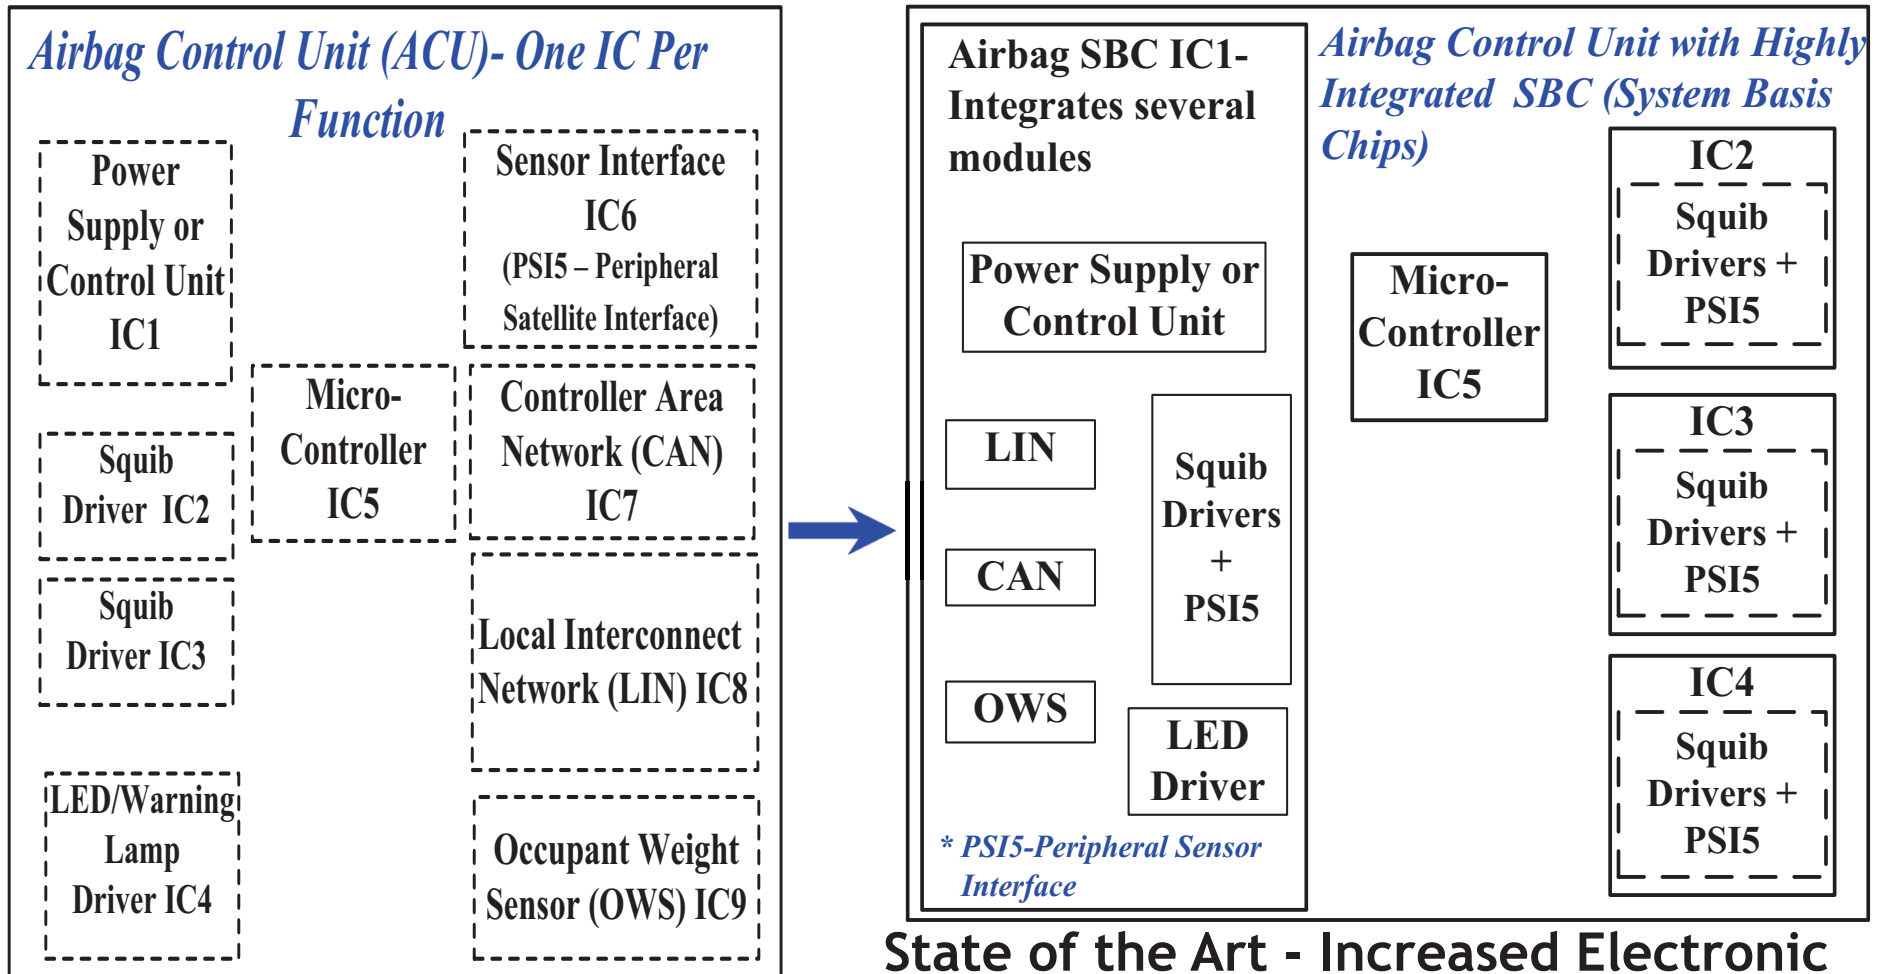 Airbag Control Unit (ACU)- One IC Per
Function
Power
Supply or
Control Unit
IC1
Sensor Interface
IC6
(PSI5 – Peripheral
Satellite Interface)
Micro-
Controller
IC5
Controller Area
Network (CAN)
IC7
Squib
Driver IC2
Squib
Driver IC3
Local Interconnect
Network (LIN) IC8
LED/Warning
Lamp
Driver IC4
Occupant Weight
Sensor (OWS) IC9
Airbag SBC IC1-
Integrates several
modules
Power Supply or
Control Unit
LIN
CAN
OWS
Squib
Drivers
+
PSI5
LED
Driver
* PSI5-Peripheral Sensor
Interface
Airbag Control Unit with Highly
Integrated SBC (System Basis
Chips)
Micro-
Controller
IC5
IC2
Squib
Drivers +
PSI5
IC3
Squib
Drivers +
PSI5
IC4
Squib
Drivers +
PSI5
State of the Art - Increased Electronic